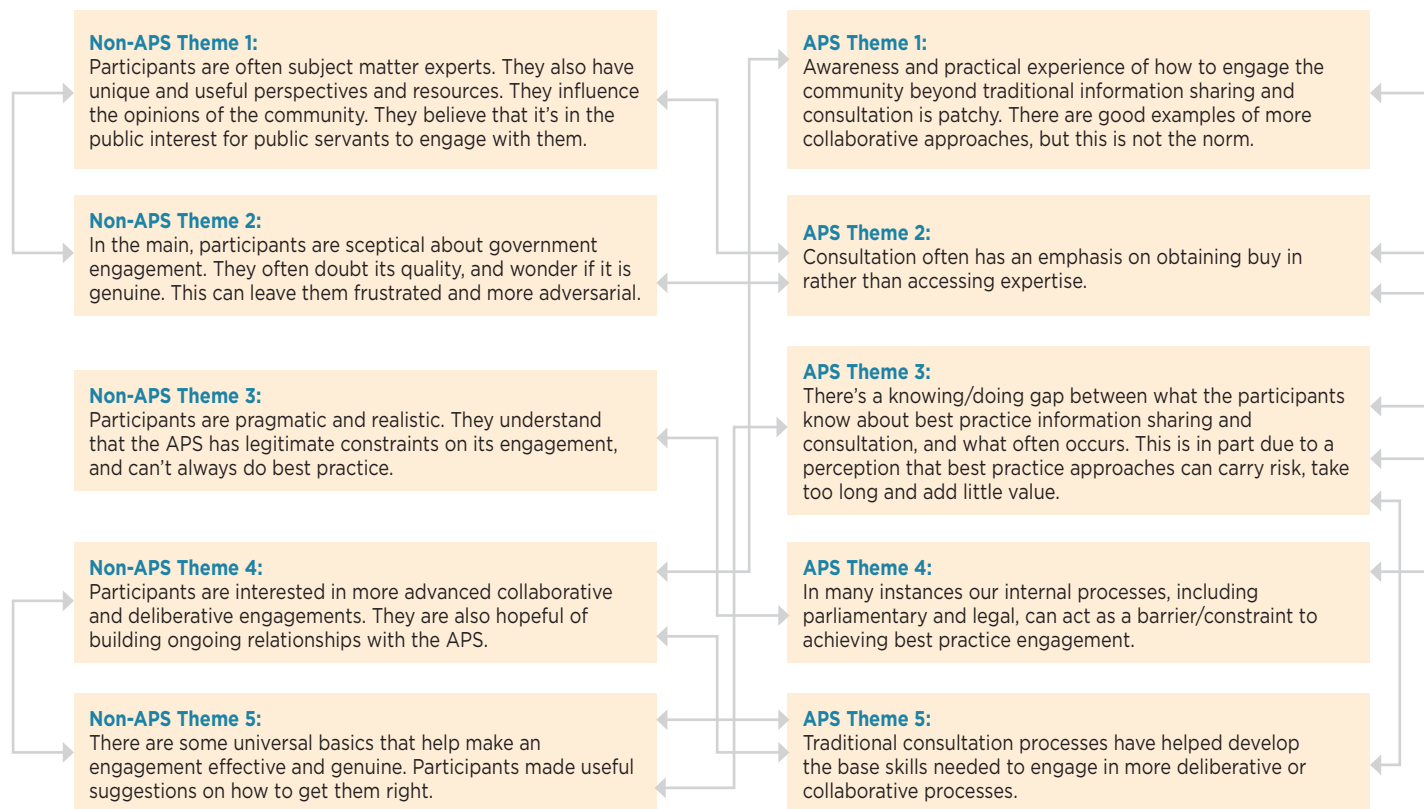 Non-APS Theme 1:
Participants are often subject matter experts. They also have
unique and useful perspectives and resources. They influence
the opinions of the community. They believe that it's in the
public interest for public servants to engage with them.
Non-APS Theme 2:
In the main, participants are sceptical about government
engagement. They often doubt its quality, and wonder if it is
genuine. This can leave them frustrated and more adversarial.
Non-APS Theme 3:
Participants are pragmatic and realistic. They understand
that the APS has legitimate constraints on its engagement,
and can't always do best practice.
Non-APS Theme 4:
Participants are interested in more advanced collaborative
and deliberative engagements. They are also hopeful of
building ongoing relationships with the APS.
Non-APS Theme 5:
There are some universal basics that help make an
engagement effective and genuine. Participants made useful
suggestions on how to get them right.
APS Theme 1:
Awareness and practical experience of how to engage the
community beyond traditional information sharing and
consultation is patchy. There are good examples of more
collaborative approaches, but this is not the norm.
APS Theme 2:
Consultation often has an emphasis on obtaining buy in
rather than accessing expertise.
APS Theme 3:
There's a knowing/doing gap between what the participants
know about best practice information sharing and
consultation, and what often occurs. This is in part due to a
perception that best practice approaches can carry risk, take
too long and add little value.
APS Theme 4:
In many instances our internal processes, including
parliamentary and legal, can act as a barrier/constraint to
achieving best practice engagement.
APS Theme 5:
Traditional consultation processes have helped develop
the base skills needed to engage in more deliberative or
collaborative processes.